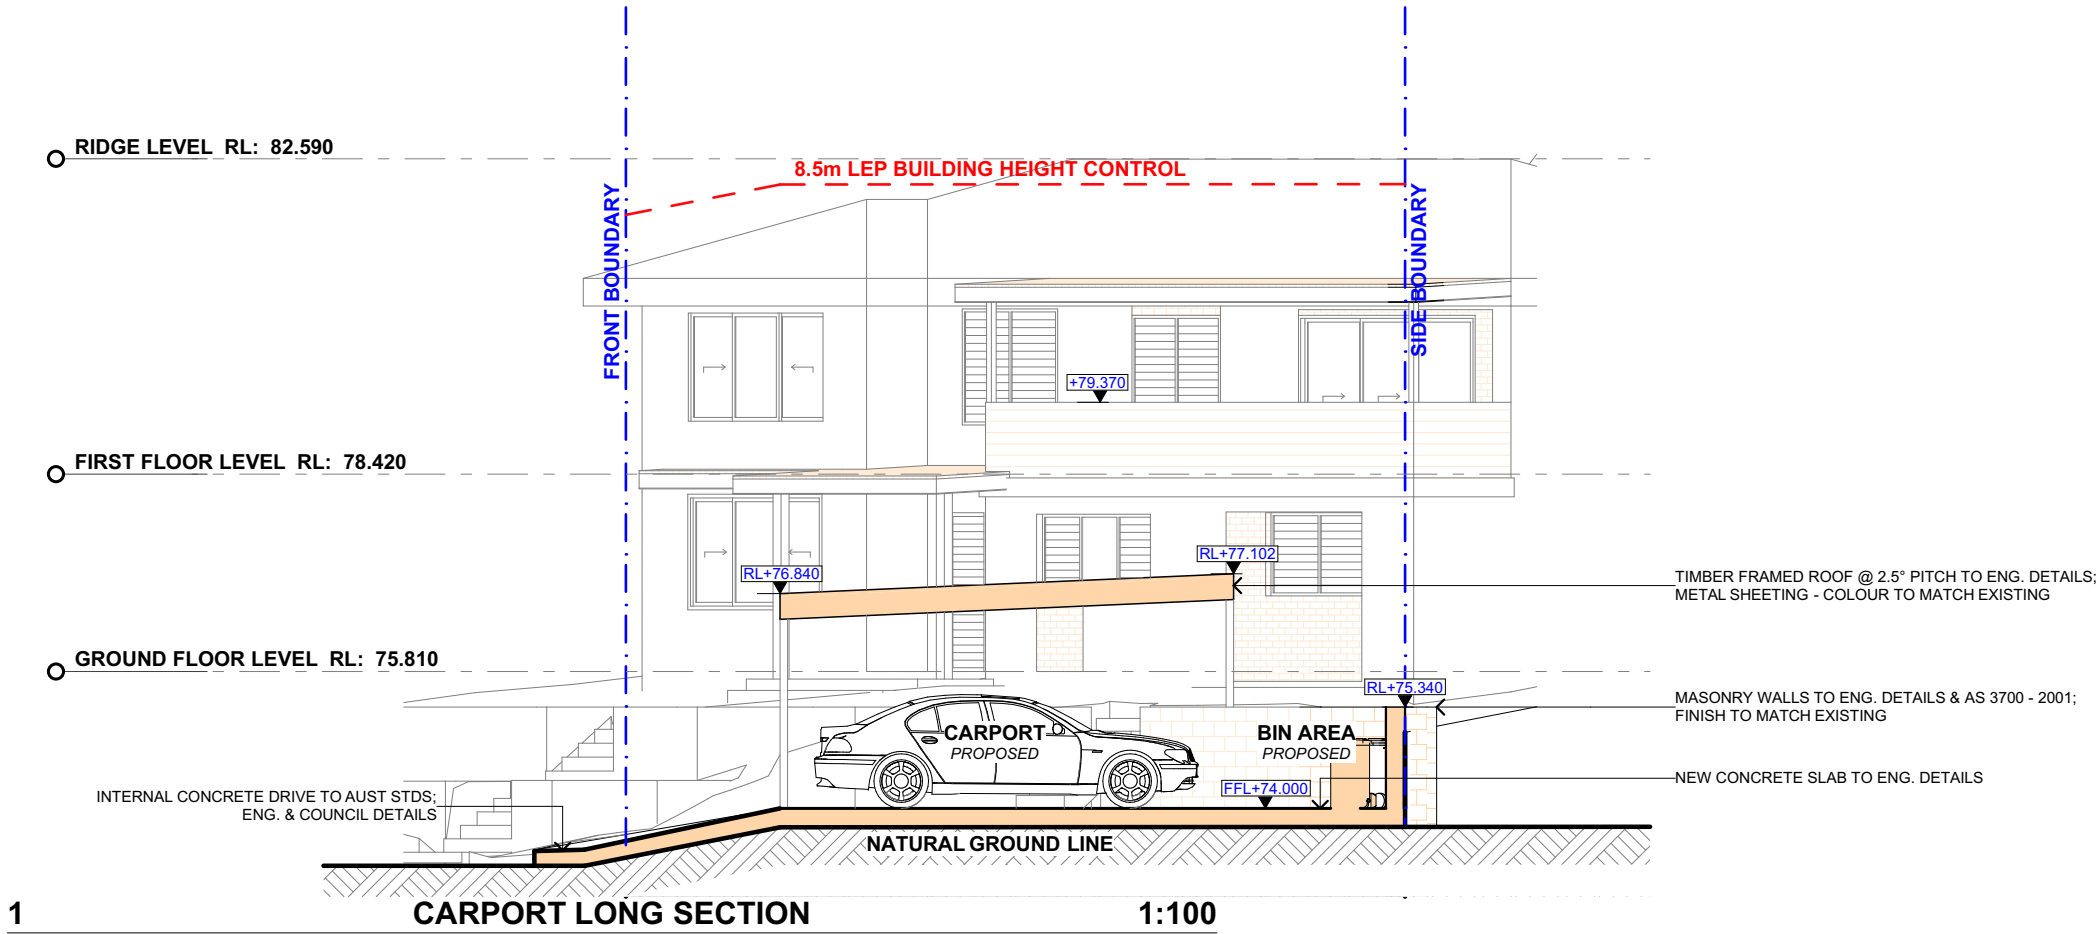 RIDGE LEVEL RL: 82.590
8.5m LEP BUILDING HEIGHT CONTROL
FRONT BOUNDARY
SIDE BOUNDARY
+79.370
FIRST FLOOR LEVEL RL: 78.420
RL+77.102
RL+76.840
TIMBER FRAMED ROOF @ 2.5° PITCH TO ENG. DETAILS;
METAL SHEETING - COLOUR TO MATCH EXISTING
GROUND FLOOR LEVEL RL: 75.810
RL+75.340
MASONRY WALLS TO ENG. DETAILS & AS 3700 - 2001;
FINISH TO MATCH EXISTING
CARPORT
PROPOSED
BIN AREA
PROPOSED
NEW CONCRETE SLAB TO ENG. DETAILS
FFL+74.000
INTERNAL CONCRETE DRIVE TO AUST STDS;
ENG. & COUNCIL DETAILS
NATURAL GROUND LINE
1 CARPORT LONG SECTION 1:100